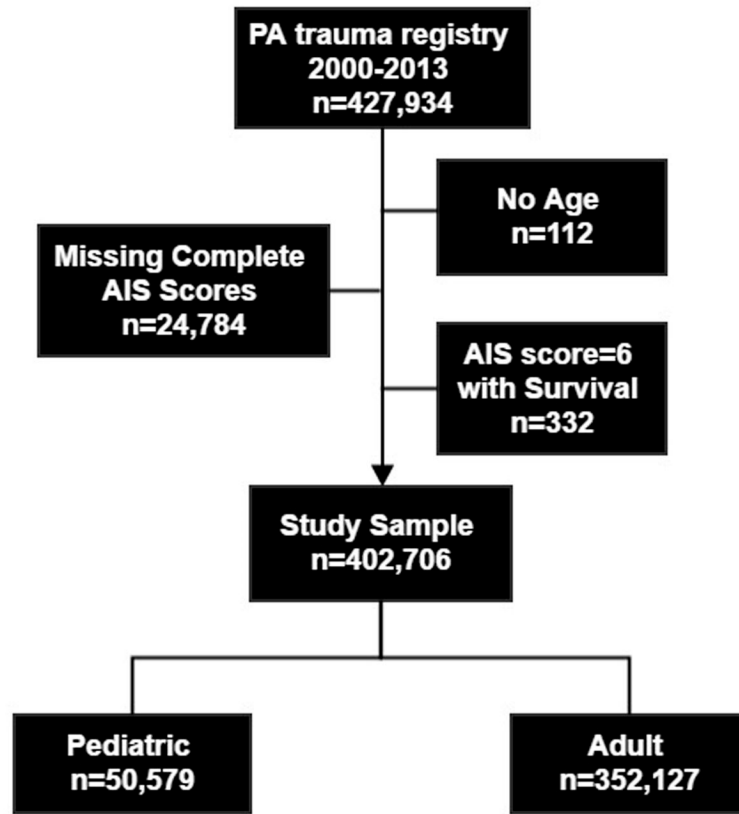 PA trauma registry
2000-2013
n=427,934
No Age
n=112
Missing Complete
AIS Scores
n=24,784
AIS score=6
with Survival
n=332
Study Sample
n=402,706
Pediatric
n=50,579
Adult
n=352,127